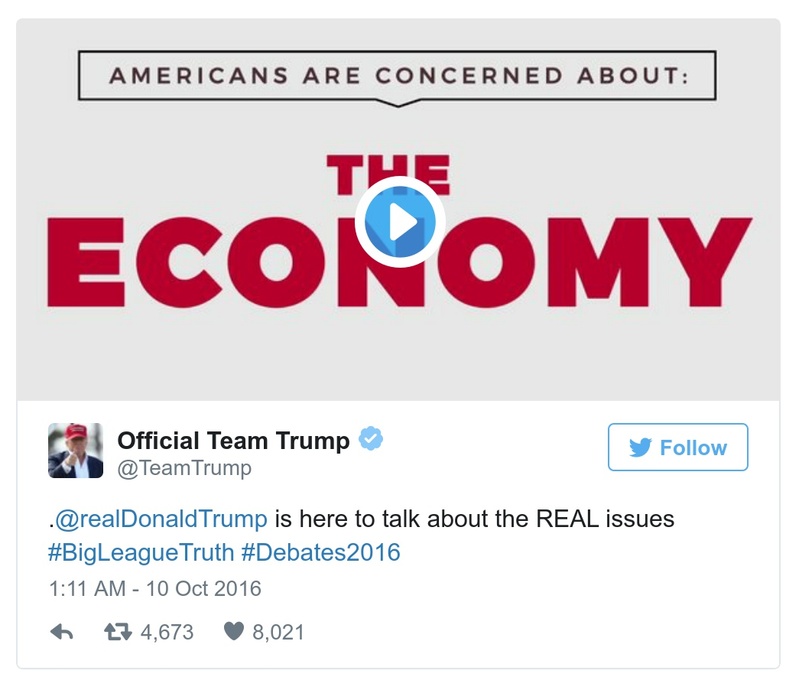 AMERICANS ARE CONCERNED ABOUT:
THE
ECONOMY
Official Team Trump
@TeamTrump
Follow
.@realDonaldTrump is here to talk about the REAL issues
#BigLeagueTruth #Debates2016
1:11 AM - 10 Oct 2016
4,673 8,021